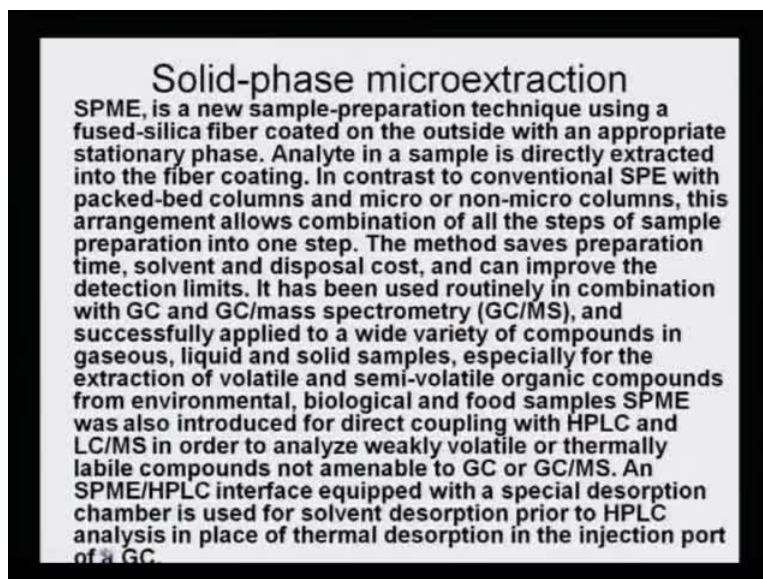 Solid-phase microextraction
SPME, is a new sample-preparation technique using a
fused-silica fiber coated on the outside with an appropriate
stationary phase. Analyte in a sample is directly extracted
into the fiber coating. In contrast to conventional SPE with
packed-bed columns and micro or non-micro columns, this
arrangement allows combination of all the steps of sample
preparation into one step. The method saves preparation
time, solvent and disposal cost, and can improve the
detection limits. It has been used routinely in combination
with GC and GC/mass spectrometry (GC/MS), and
successfully applied to a wide variety of compounds in
gaseous, liquid and solid samples, especially for the
extraction of volatile and semi-volatile organic compounds
from environmental, biological and food samples SPME
was also introduced for direct coupling with HPLC and
LC/MS in order to analyze weakly volatile or thermally
labile compounds not amenable to GC or GC/MS. An
SPME/HPLC interface equipped with a special desorption
chamber is used for solvent desorption prior to HPLC
analysis in place of thermal desorption in the injection port
of a GC.